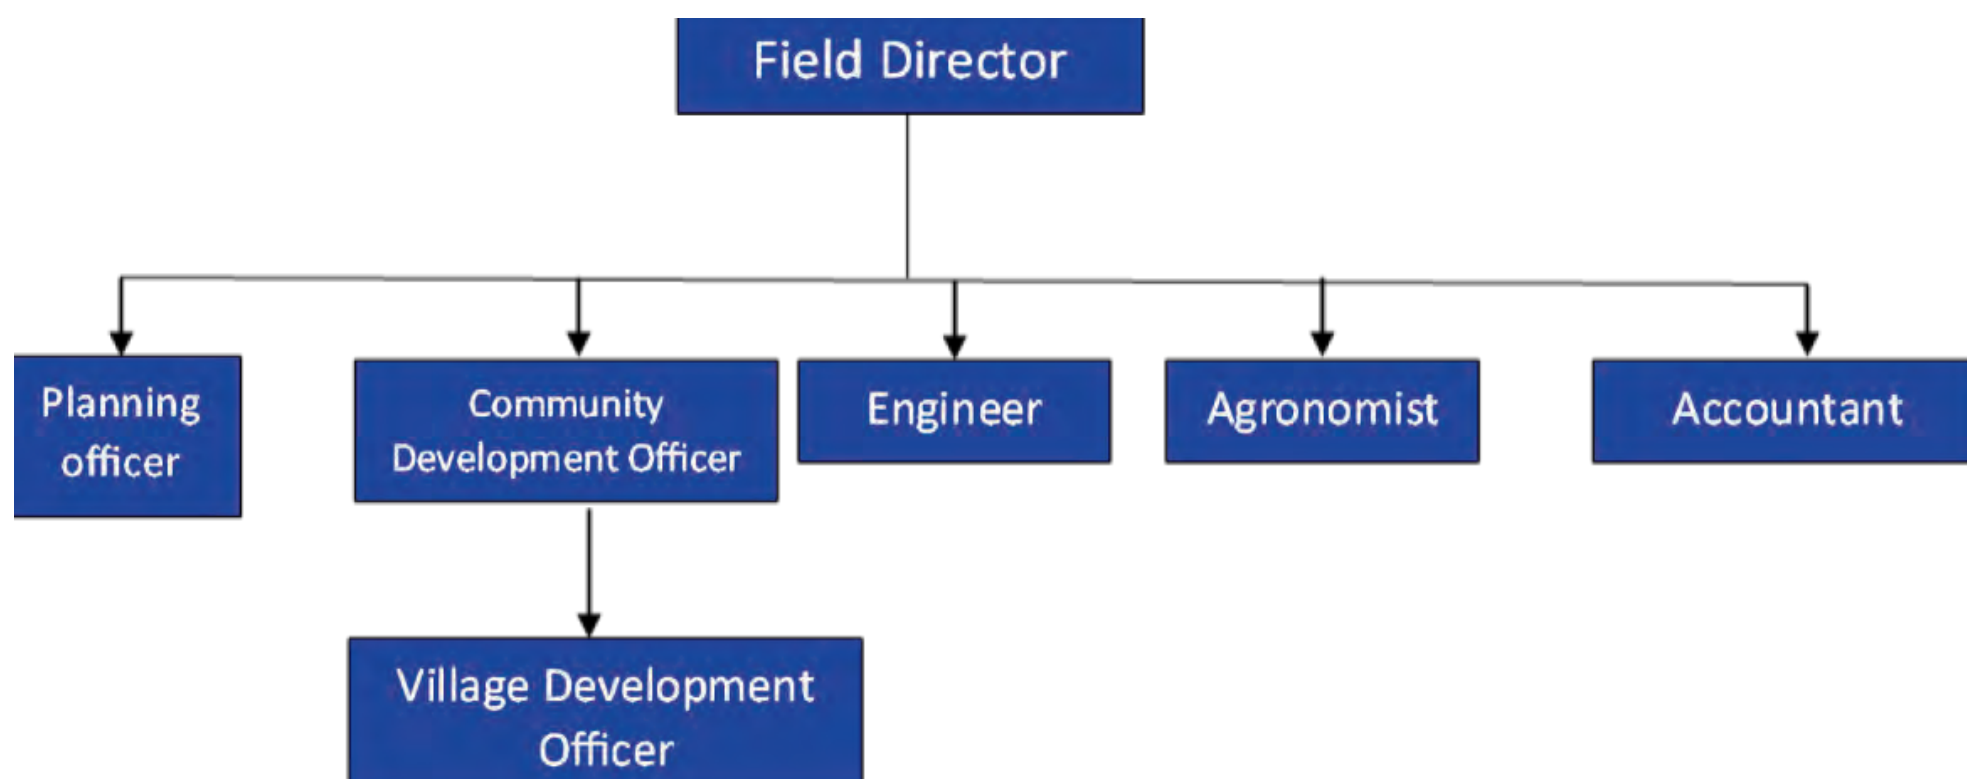 Field Director
Planning
officer
Community
Development Officer
Engineer
Agronomist
Accountant
Village Development
Officer